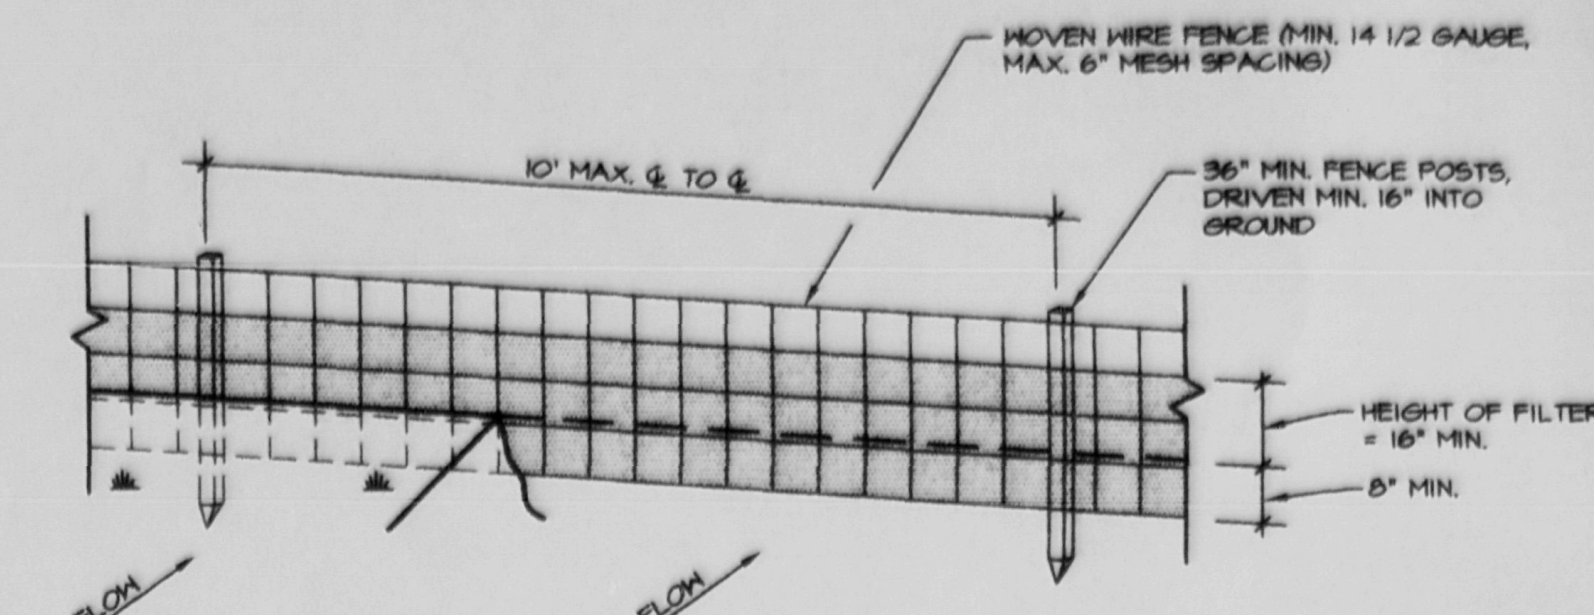 WOVEN WIRE FENCE (MIN. 14 1/2 GAUGE,
MAX. 6" MESH SPACING)
10' MAX. ℄ TO ℄
36" MIN. FENCE POSTS,
DRIVEN MIN. 16" INTO
GROUND
HEIGHT OF FILTER
= 16" MIN.
8" MIN.
FLOW
FLOW